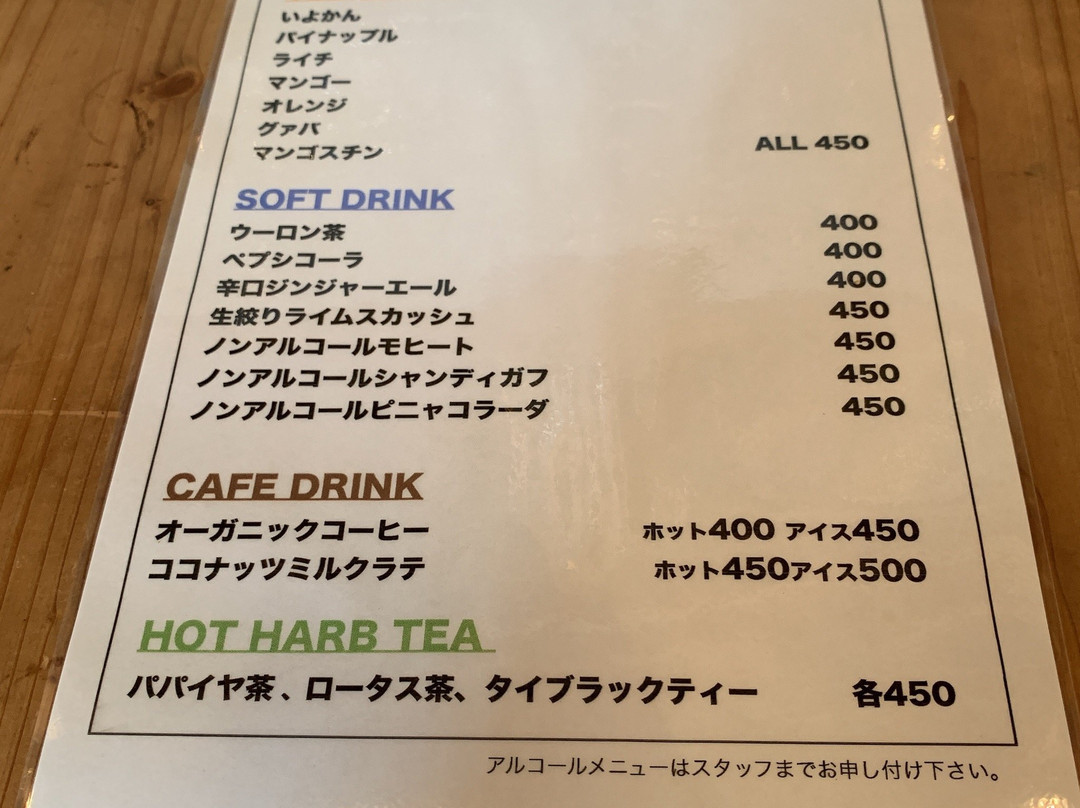 いよかん
パイナップル
ライチ
マンゴー
オレンジ
グァバ
マンゴスチン ALL 450
SOFT DRINK
ウーロン茶 400
ペプシコーラ 400
辛口ジンジャーエール 400
生絞りライムスカッシュ 450
ノンアルコールモヒート 450
ノンアルコールシャンディガフ 450
ノンアルコールピニャコラーダ 450
CAFE DRINK
オーガニックコーヒー ホット400 アイス450
ココナッツミルクラテ ホット450アイス500
HOT HARB TEA
パパイヤ茶、ロータス茶、タイブラックティー 各450
アルコールメニューはスタッフまでお申し付け下さい。